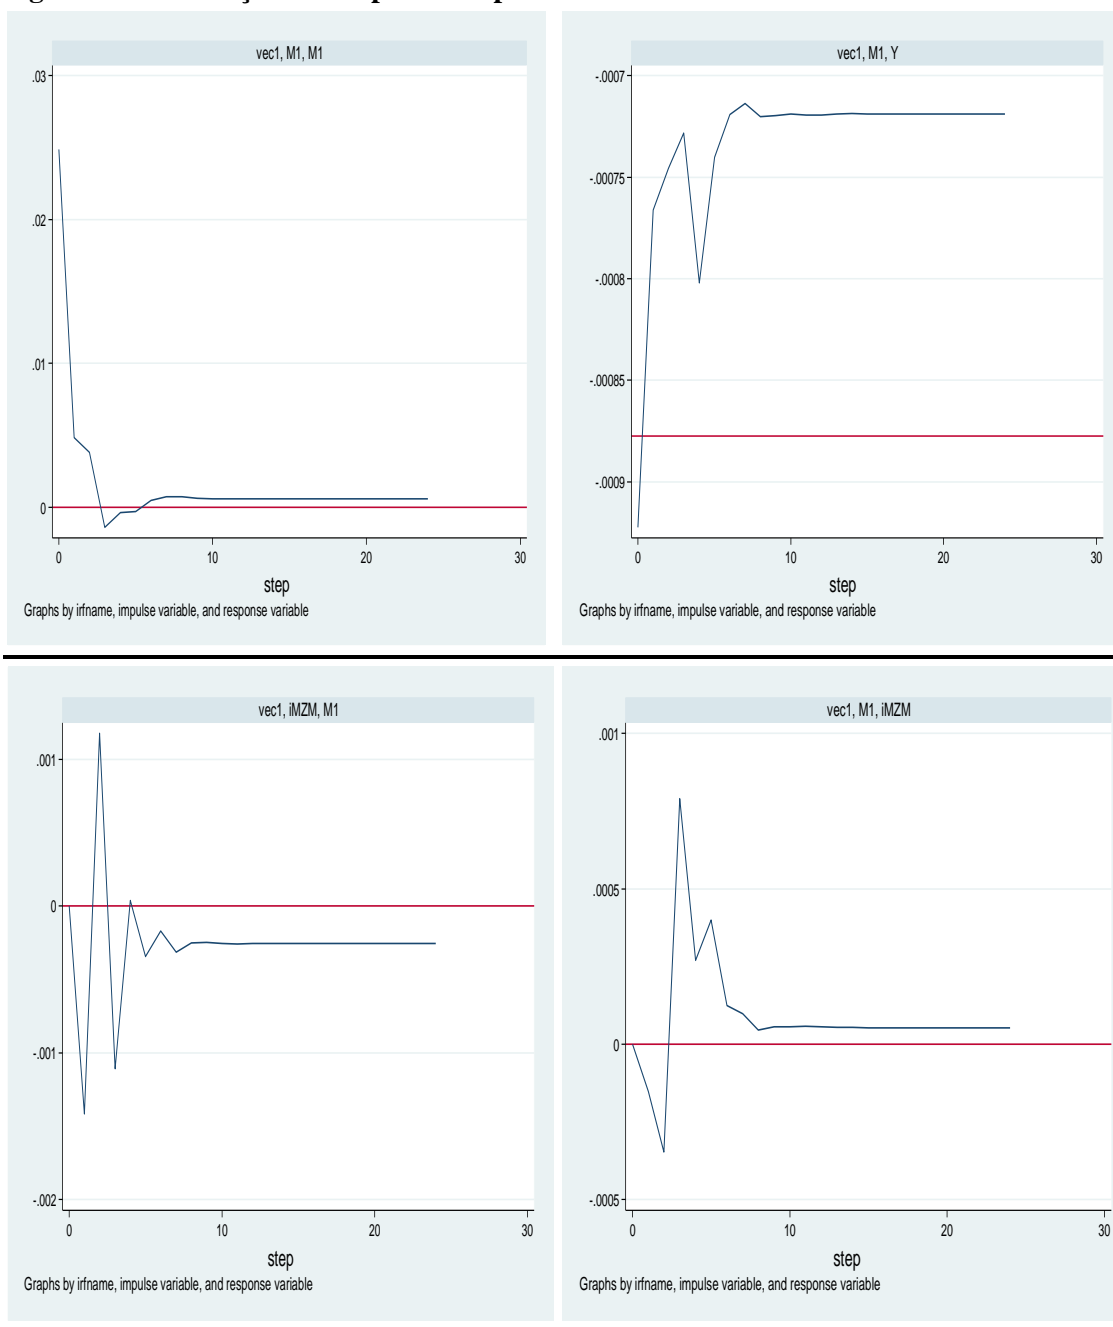 vec1, M1, M1
.03
.02
.01
0
0 10 20 30
step
Graphs by irfname, impulse variable, and response variable
vec1, M1, Y
-.0007
-.00075
-.0008
-.00085
-.0009
0 10 20 30
step
Graphs by irfname, impulse variable, and response variable
vec1, iMZM, M1
.001
0
-.001
-.002
0 10 20 30
step
Graphs by irfname, impulse variable, and response variable
vec1, M1, iMZM
.001
.0005
0
-.0005
0 10 20 30
step
Graphs by irfname, impulse variable, and response variable